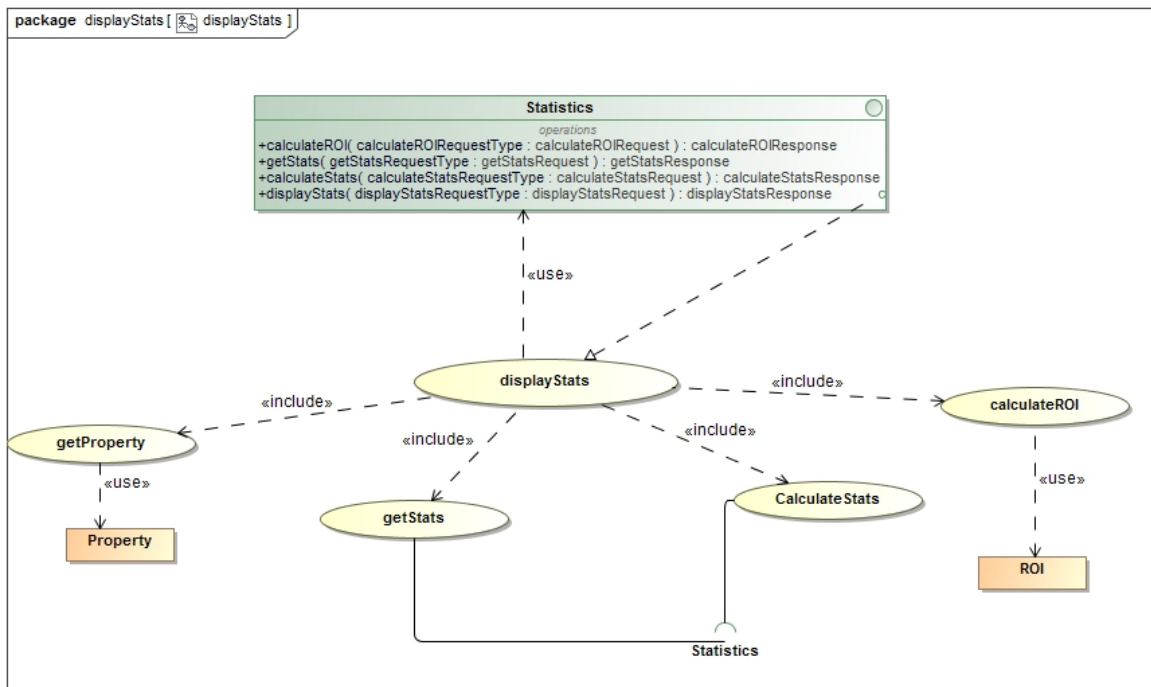 package displayStats [ displayStats ]
Statistics
operations
+calculateROI( calculateROIRequestType : calculateROIRequest ) : calculateROIResponse
+getStats( getStatsRequestType : getStatsRequest ) : getStatsResponse
+calculateStats( calculateStatsRequestType : calculateStatsRequest ) : calculateStatsResponse
+displayStats( displayStatsRequestType : displayStatsRequest ) : displayStatsResponse
«use»
displayStats
«include»
«include»
calculateROI
«include»
«include»
getProperty
«use»
«use»
CalculateStats
getStats
Property
ROI
Statistics